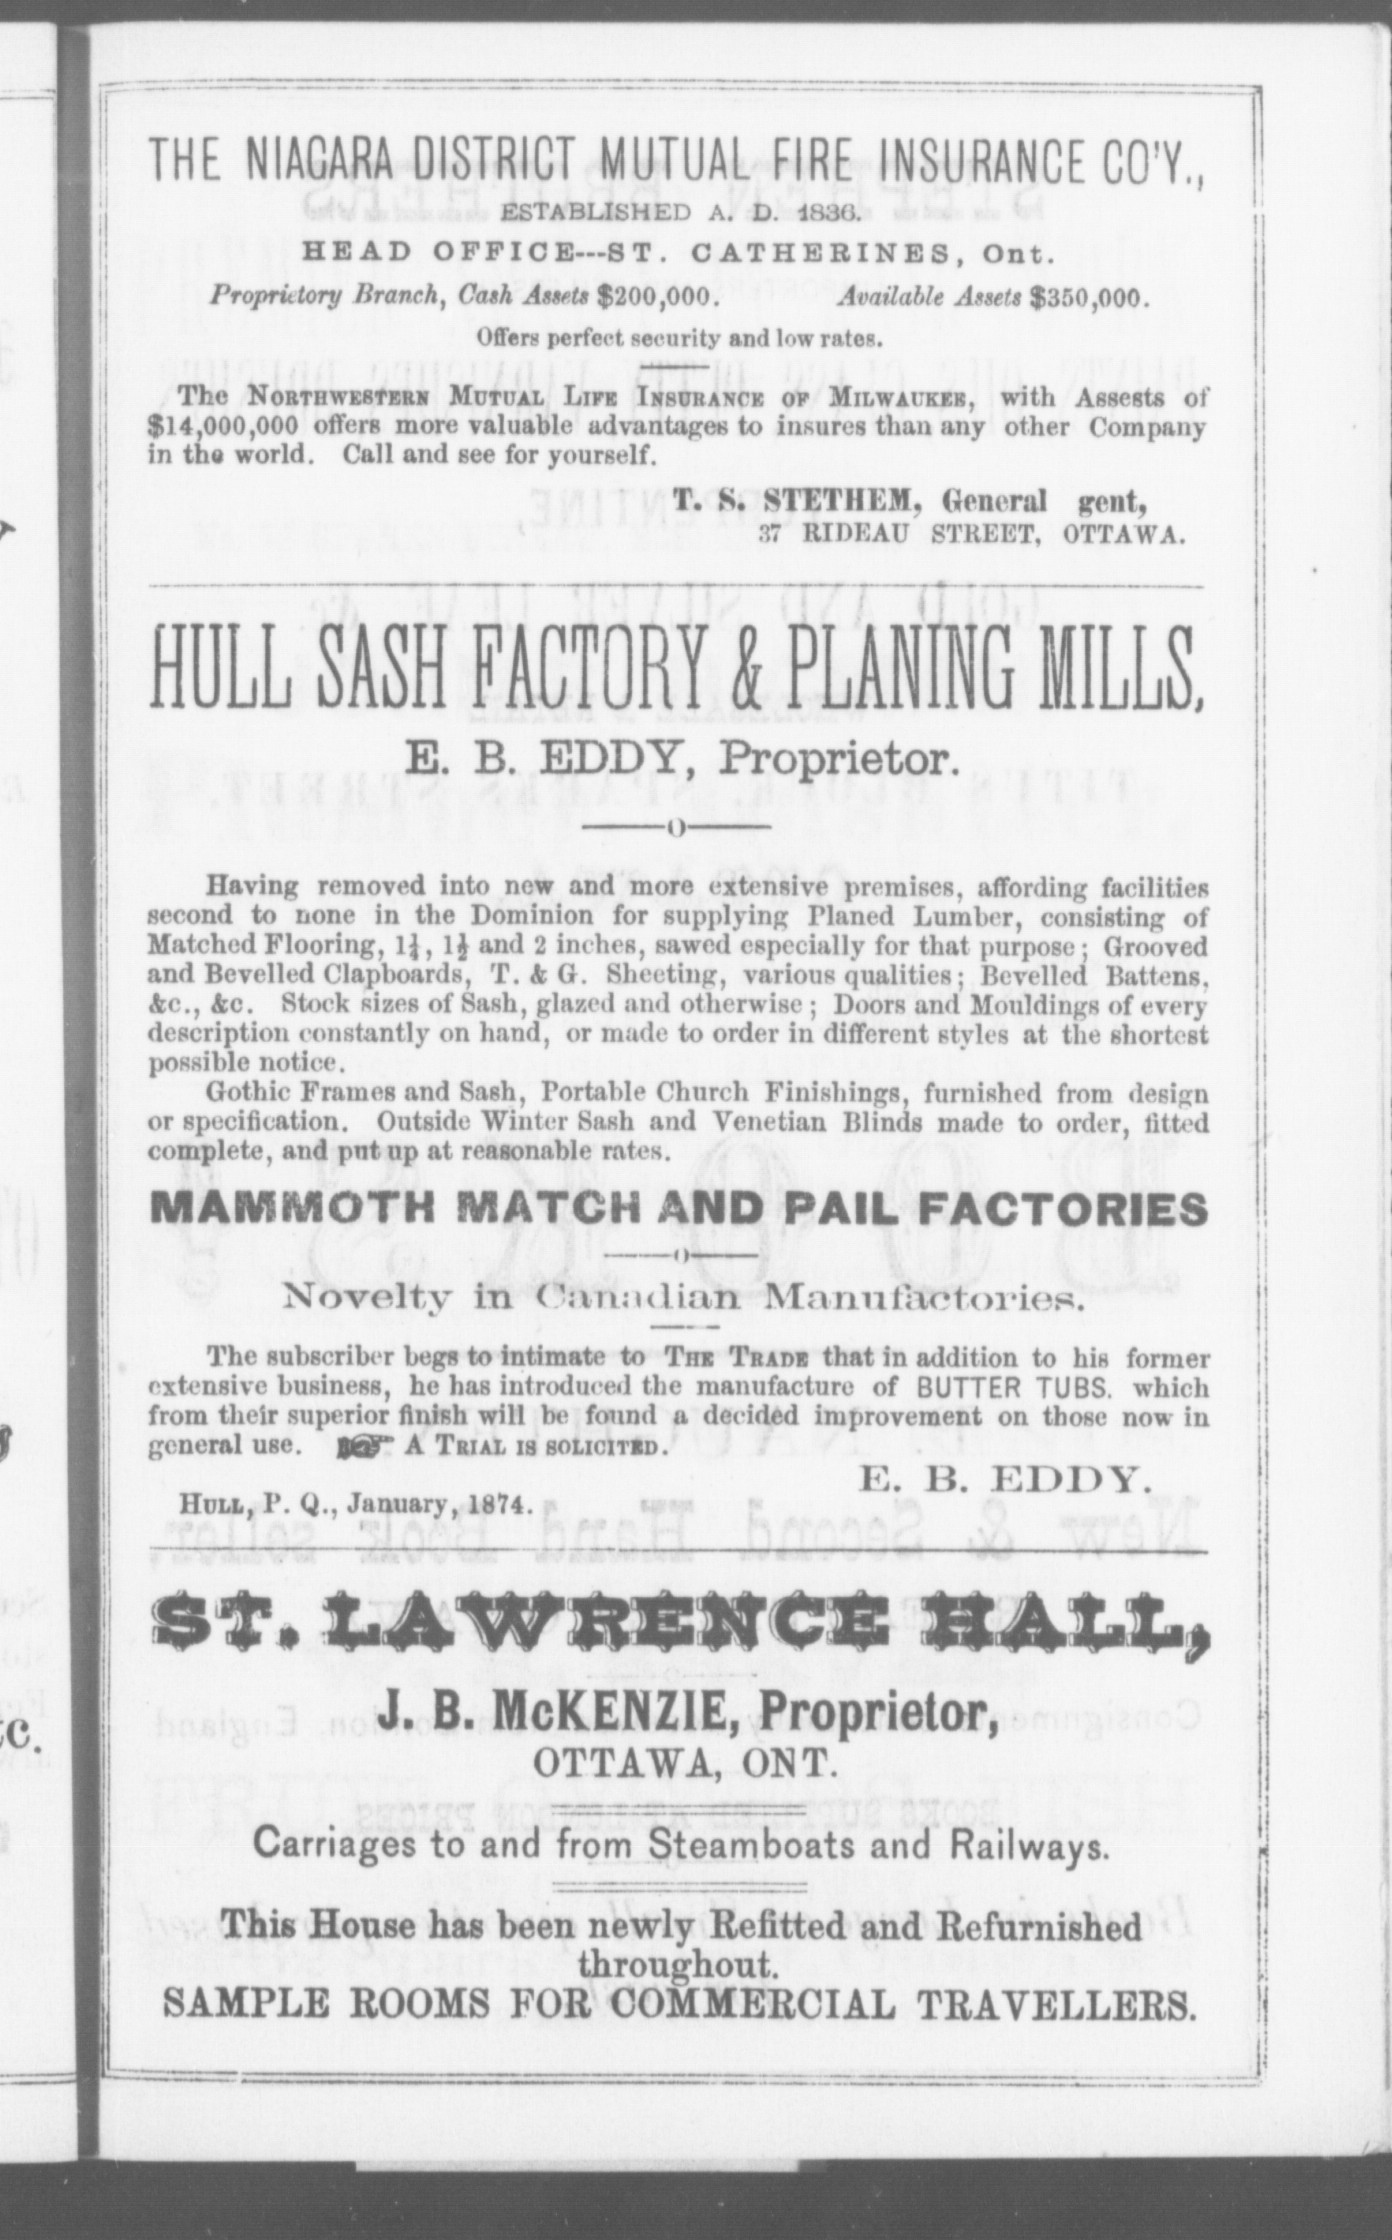 THE NIAGARA DISTRICT MUTUAL FIRE INSURANCE CO'Y.,
ESTABLISHED A. D. 1836.
HEAD OFFICE---ST. CATHERINES, Ont.
Proprietory Branch, Cash Assets $200,000. Available Assets $350,000.
Offers perfect security and low rates.
The NORTHWESTERN MUTUAL LIFE INSURANCE OF MILWAUKEE, with Assests of
$14,000,000 offers more valuable advantages to insures than any other Company
in the world. Call and see for yourself.
T. S. STETHEM, General gent,
37 RIDEAU STREET, OTTAWA.
HULL SASH FACTORY & PLANING MILLS,
E. B. EDDY, Proprietor.
Having removed into new and more extensive premises, affording facilities
second to none in the Dominion for supplying Planed Lumber, consisting of
Matched Flooring, 1¼, 1½ and 2 inches, sawed especially for that purpose; Grooved
and Bevelled Clapboards, T. & G. Sheeting, various qualities; Bevelled Battens,
&c., &c. Stock sizes of Sash, glazed and otherwise; Doors and Mouldings of every
description constantly on hand, or made to order in different styles at the shortest
possible notice.
Gothic Frames and Sash, Portable Church Finishings, furnished from design
or specification. Outside Winter Sash and Venetian Blinds made to order, fitted
complete, and put up at reasonable rates.
MAMMOTH MATCH AND PAIL FACTORIES
Novelty in Canadian Manufactories.
The subscriber begs to intimate to THE TRADE that in addition to his former
extensive business, he has introduced the manufacture of BUTTER TUBS. which
from their superior finish will be found a decided improvement on those now in
general use. ☞ A TRIAL IS SOLICITED.
E. B. EDDY.
HULL, P. Q., January, 1874.
ST. LAWRENCE HALL,
J. B. McKENZIE, Proprietor,
OTTAWA, ONT.
Carriages to and from Steamboats and Railways.
This House has been newly Refitted and Refurnished
throughout.
SAMPLE ROOMS FOR COMMERCIAL TRAVELLERS.